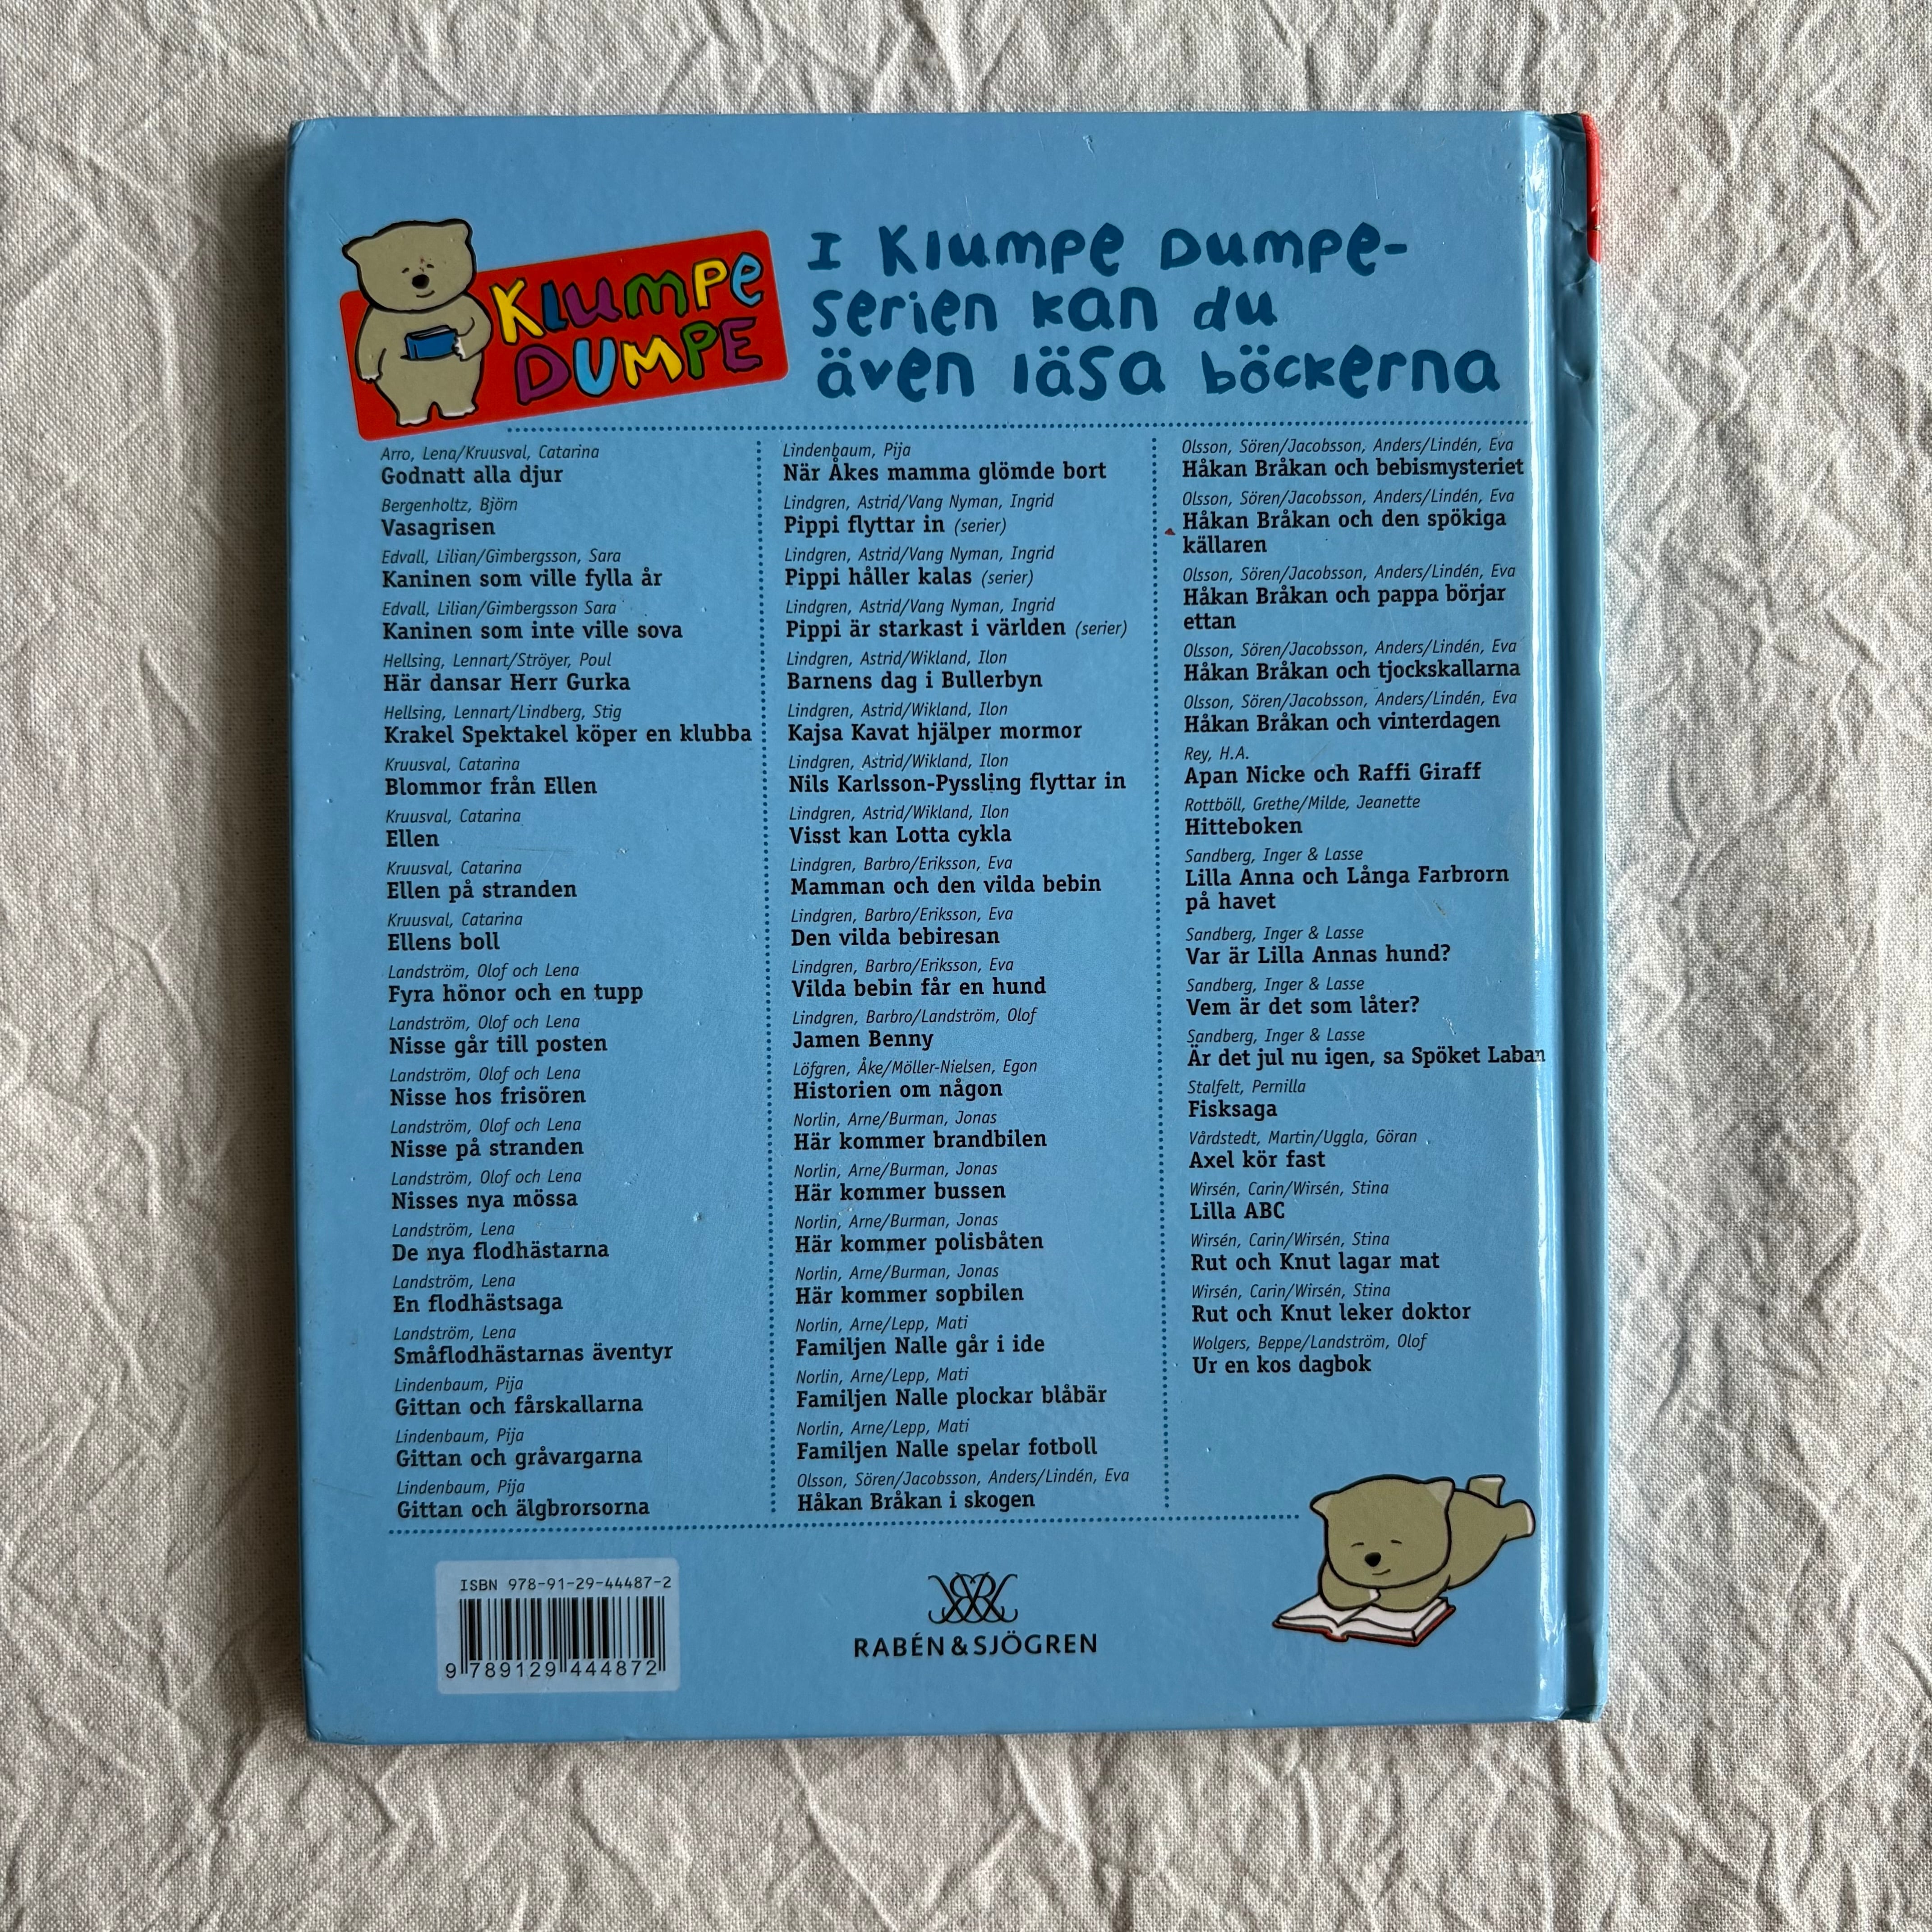 KLUMPE
DUMPE
I Klumpe Dumpe-
serien kan du
även läsa böckerna
Arro, Lena/Kruusval, Catarina
Godnatt alla djur
Bergenholtz, Björn
Vasagrisen
Edvall, Lilian/Gimbergsson, Sara
Kaninen som ville fylla år
Edvall, Lilian/Gimbergsson Sara
Kaninen som inte ville sova
Hellsing, Lennart/Ströyer, Poul
Här dansar Herr Gurka
Hellsing, Lennart/Lindberg, Stig
Krakel Spektakel köper en klubba
Kruusval, Catarina
Blommor från Ellen
Kruusval, Catarina
Ellen
Kruusval, Catarina
Ellen på stranden
Kruusval, Catarina
Ellens boll
Landström, Olof och Lena
Fyra hönor och en tupp
Landström, Olof och Lena
Nisse går till posten
Landström, Olof och Lena
Nisse hos frisören
Landström, Olof och Lena
Nisse på stranden
Landström, Olof och Lena
Nisses nya mössa
Landström, Lena
De nya flodhästarna
Landström, Lena
En flodhästsaga
Landström, Lena
Småflodhästarnas äventyr
Lindenbaum, Pija
Gittan och fårskallarna
Lindenbaum, Pija
Gittan och gråvargarna
Lindenbaum, Pija
Gittan och älgbrorsorna
Lindenbaum, Pija
När Åkes mamma glömde bort
Lindgren, Astrid/Vang Nyman, Ingrid
Pippi flyttar in (serier)
Lindgren, Astrid/Vang Nyman, Ingrid
Pippi håller kalas (serier)
Lindgren, Astrid/Vang Nyman, Ingrid
Pippi är starkast i världen (serier)
Lindgren, Astrid/Wikland, Ilon
Barnens dag i Bullerbyn
Lindgren, Astrid/Wikland, Ilon
Kajsa Kavat hjälper mormor
Lindgren, Astrid/Wikland, Ilon
Nils Karlsson-Pyssling flyttar in
Lindgren, Astrid/Wikland, Ilon
Visst kan Lotta cykla
Lindgren, Barbro/Eriksson, Eva
Mamman och den vilda bebin
Lindgren, Barbro/Eriksson, Eva
Den vilda bebiresan
Lindgren, Barbro/Eriksson, Eva
Vilda bebin får en hund
Lindgren, Barbro/Landström, Olof
Jamen Benny
Löfgren, Åke/Möller-Nielsen, Egon
Historien om någon
Norlin, Arne/Burman, Jonas
Här kommer brandbilen
Norlin, Arne/Burman, Jonas
Här kommer bussen
Norlin, Arne/Burman, Jonas
Här kommer polisbåten
Norlin, Arne/Burman, Jonas
Här kommer sopbilen
Norlin, Arne/Lepp, Mati
Familjen Nalle går i ide
Norlin, Arne/Lepp, Mati
Familjen Nalle plockar blåbär
Norlin, Arne/Lepp, Mati
Familjen Nalle spelar fotboll
Olsson, Sören/Jacobsson, Anders/Lindén, Eva
Håkan Bråkan i skogen
Olsson, Sören/Jacobsson, Anders/Lindén, Eva
Håkan Bråkan och bebismysteriet
Olsson, Sören/Jacobsson, Anders/Lindén, Eva
Håkan Bråkan och den spökiga
källaren
Olsson, Sören/Jacobsson, Anders/Lindén, Eva
Håkan Bråkan och pappa börjar
ettan
Olsson, Sören/Jacobsson, Anders/Lindén, Eva
Håkan Bråkan och tjockskallarna
Olsson, Sören/Jacobsson, Anders/Lindén, Eva
Håkan Bråkan och vinterdagen
Rey, H.A.
Apan Nicke och Raffi Giraff
Rottböll, Grethe/Milde, Jeanette
Hitteboken
Sandberg, Inger & Lasse
Lilla Anna och Långa Farbrorn
på havet
Sandberg, Inger & Lasse
Var är Lilla Annas hund?
Sandberg, Inger & Lasse
Vem är det som låter?
Sandberg, Inger & Lasse
Är det jul nu igen, sa Spöket Laban
Stalfelt, Pernilla
Fisksaga
Vårdstedt, Martin/Uggla, Göran
Axel kör fast
Wirsén, Carin/Wirsén, Stina
Lilla ABC
Wirsén, Carin/Wirsén, Stina
Rut och Knut lagar mat
Wirsén, Carin/Wirsén, Stina
Rut och Knut leker doktor
Wolgers, Beppe/Landström, Olof
Ur en kos dagbok
ISBN 978-91-29-44487-2
9 789129 444872
RABÉN & SJÖGREN